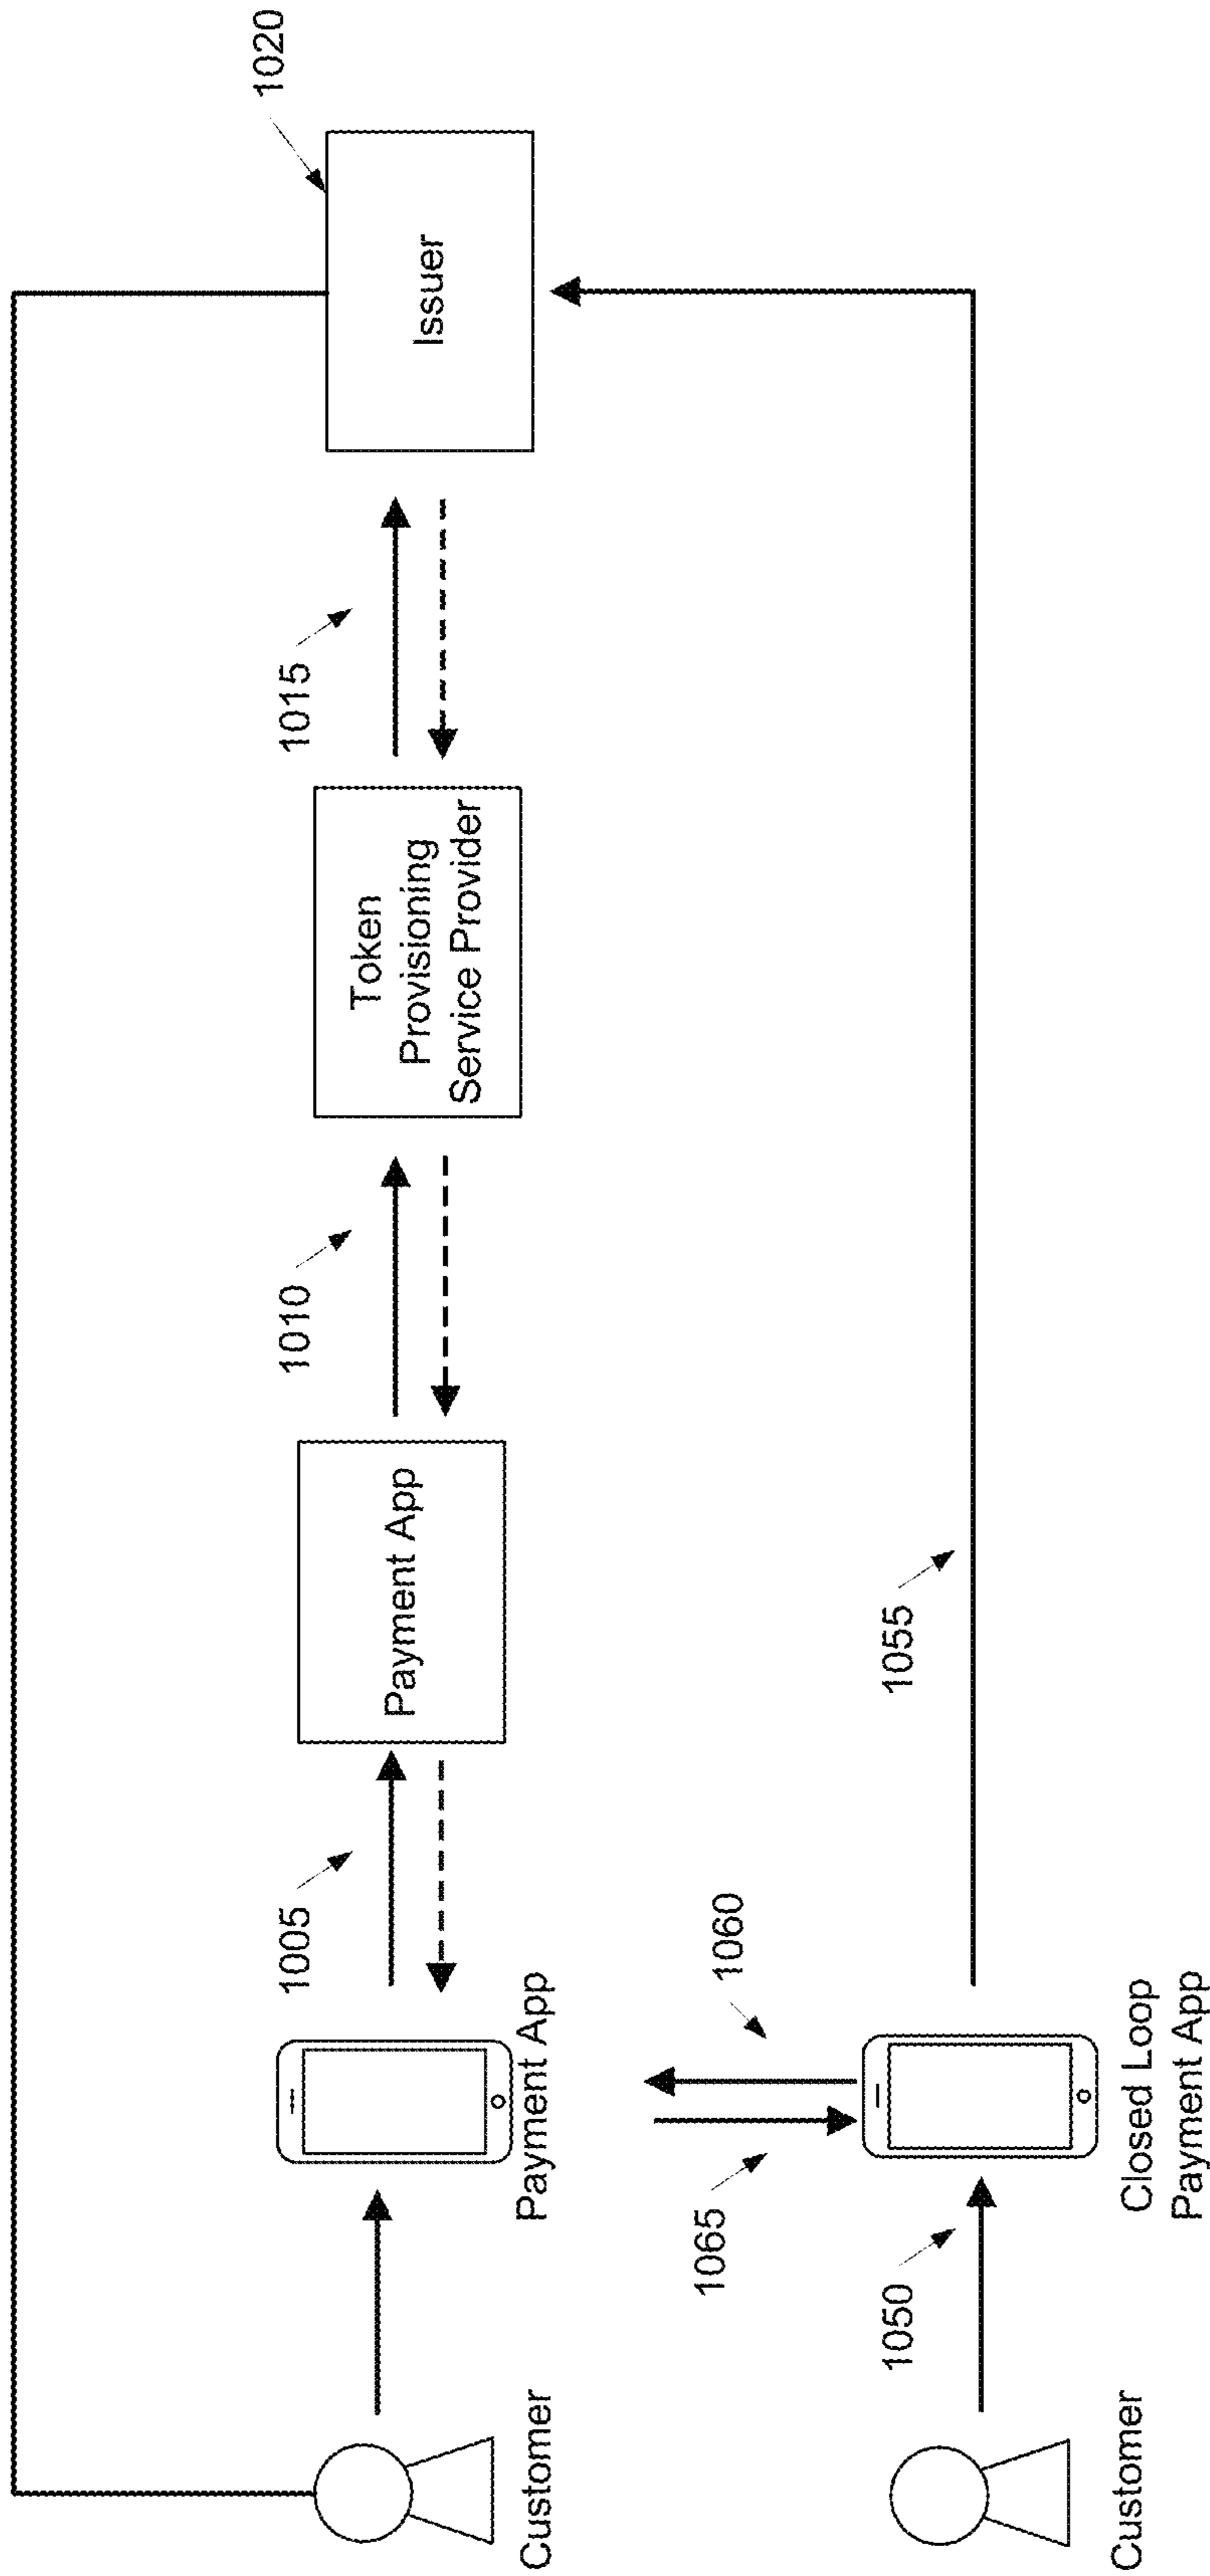 1020
Issuer
1015
Token
Provisioning
Service Provider
1010
Payment App
1005
Payment App
Customer
1055
1060
1065
Closed Loop
Payment App
1050
Customer